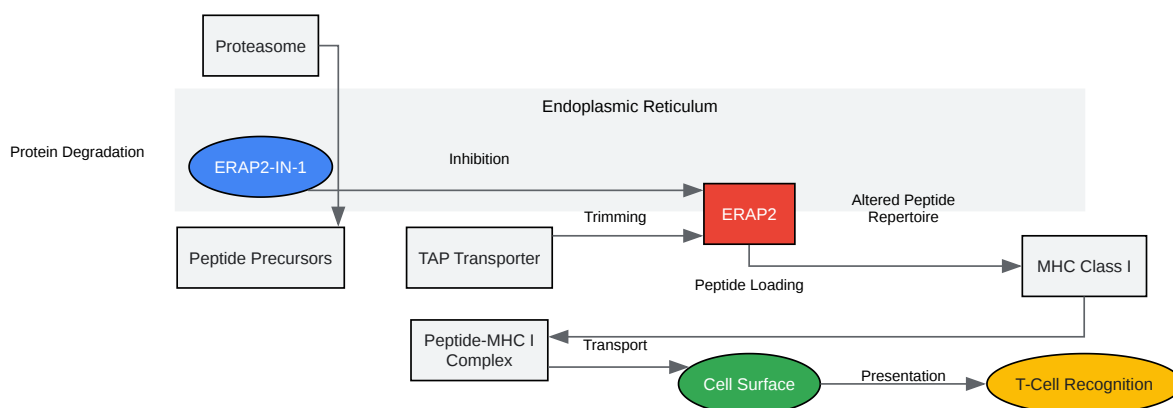 Proteasome
Endoplasmic Reticulum
Protein Degradation
ERAP2-IN-1
Inhibition
ERAP2
Altered Peptide
Repertoire
Trimming
Peptide Precursors
TAP Transporter
MHC Class I
Peptide Loading
Peptide-MHC I
Complex
Transport
Cell Surface
Presentation
T-Cell Recognition